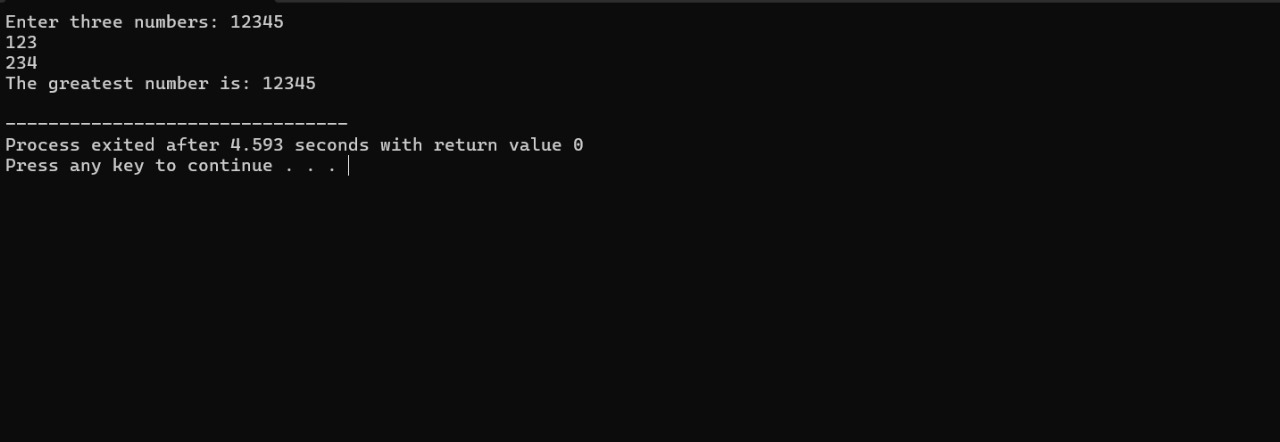 Enter three numbers: 12345
123
234
The greatest number is: 12345
--------------------------------
Process exited after 4.593 seconds with return value 0
Press any key to continue . . .